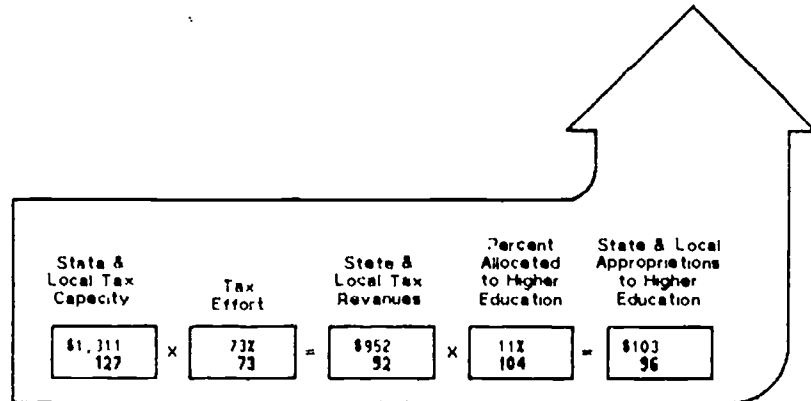 State &
Local Tax
Capacity
Tax
Effort
State &
Local Tax
Revenues
Percent
Allocated
to Higher
Education
State & Local
Appropriations
to Higher
Education
$1,311
127
x
73%
73
=
$952
92
x
11%
104
=
$103
96